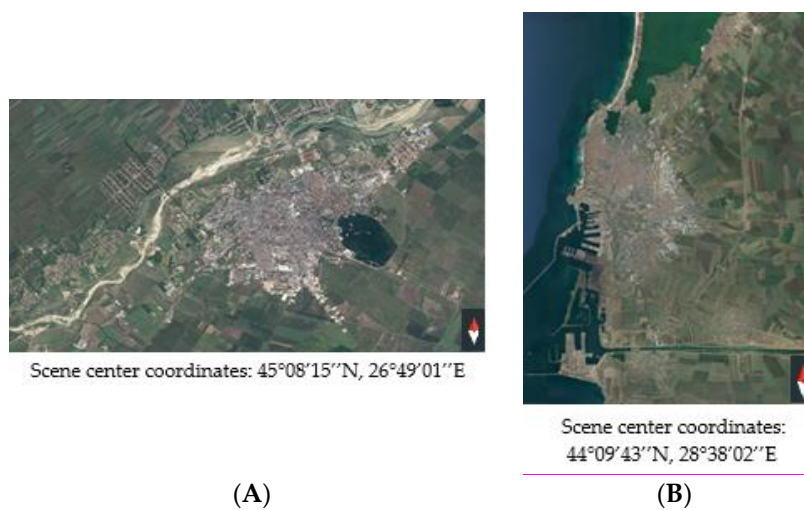 Scene center coordinates: 45°08′15′′N, 26°49′01′′E
Scene center coordinates:
44°09′43′′N, 28°38′02′′E
(A)
(B)